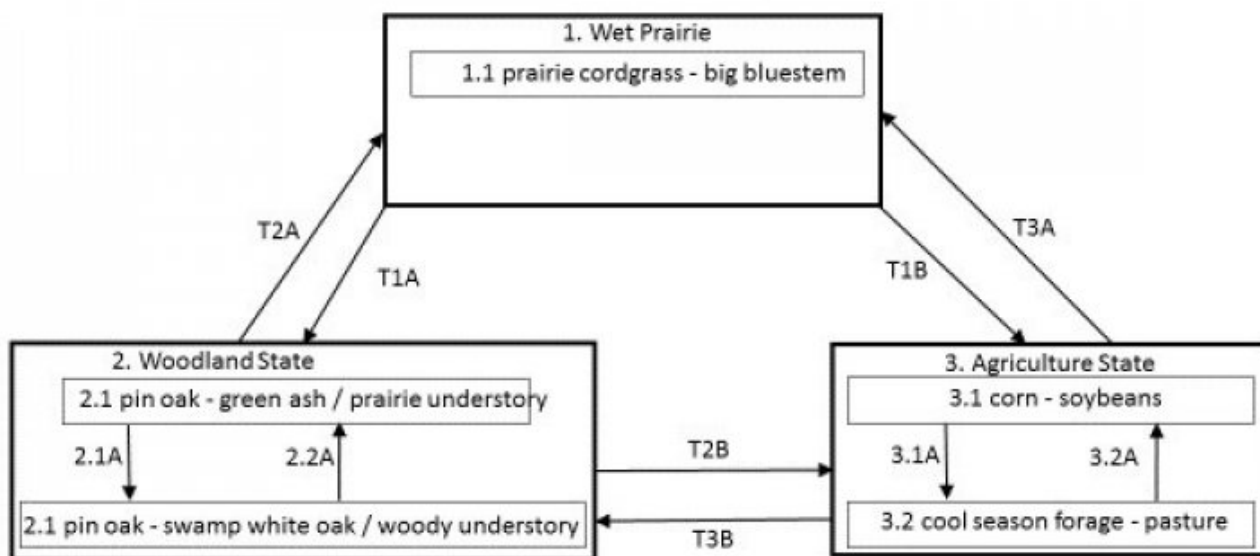 1. Wet Prairie
1.1 prairie cordgrass - big bluestem
T2A
T1A
T1B
T3A
2. Woodland State
2.1 pin oak - green ash / prairie understory
2.1A
2.2A
2.1 pin oak - swamp white oak / woody understory
T2B
T3B
3. Agriculture State
3.1 corn - soybeans
3.1A
3.2A
3.2 cool season forage - pasture